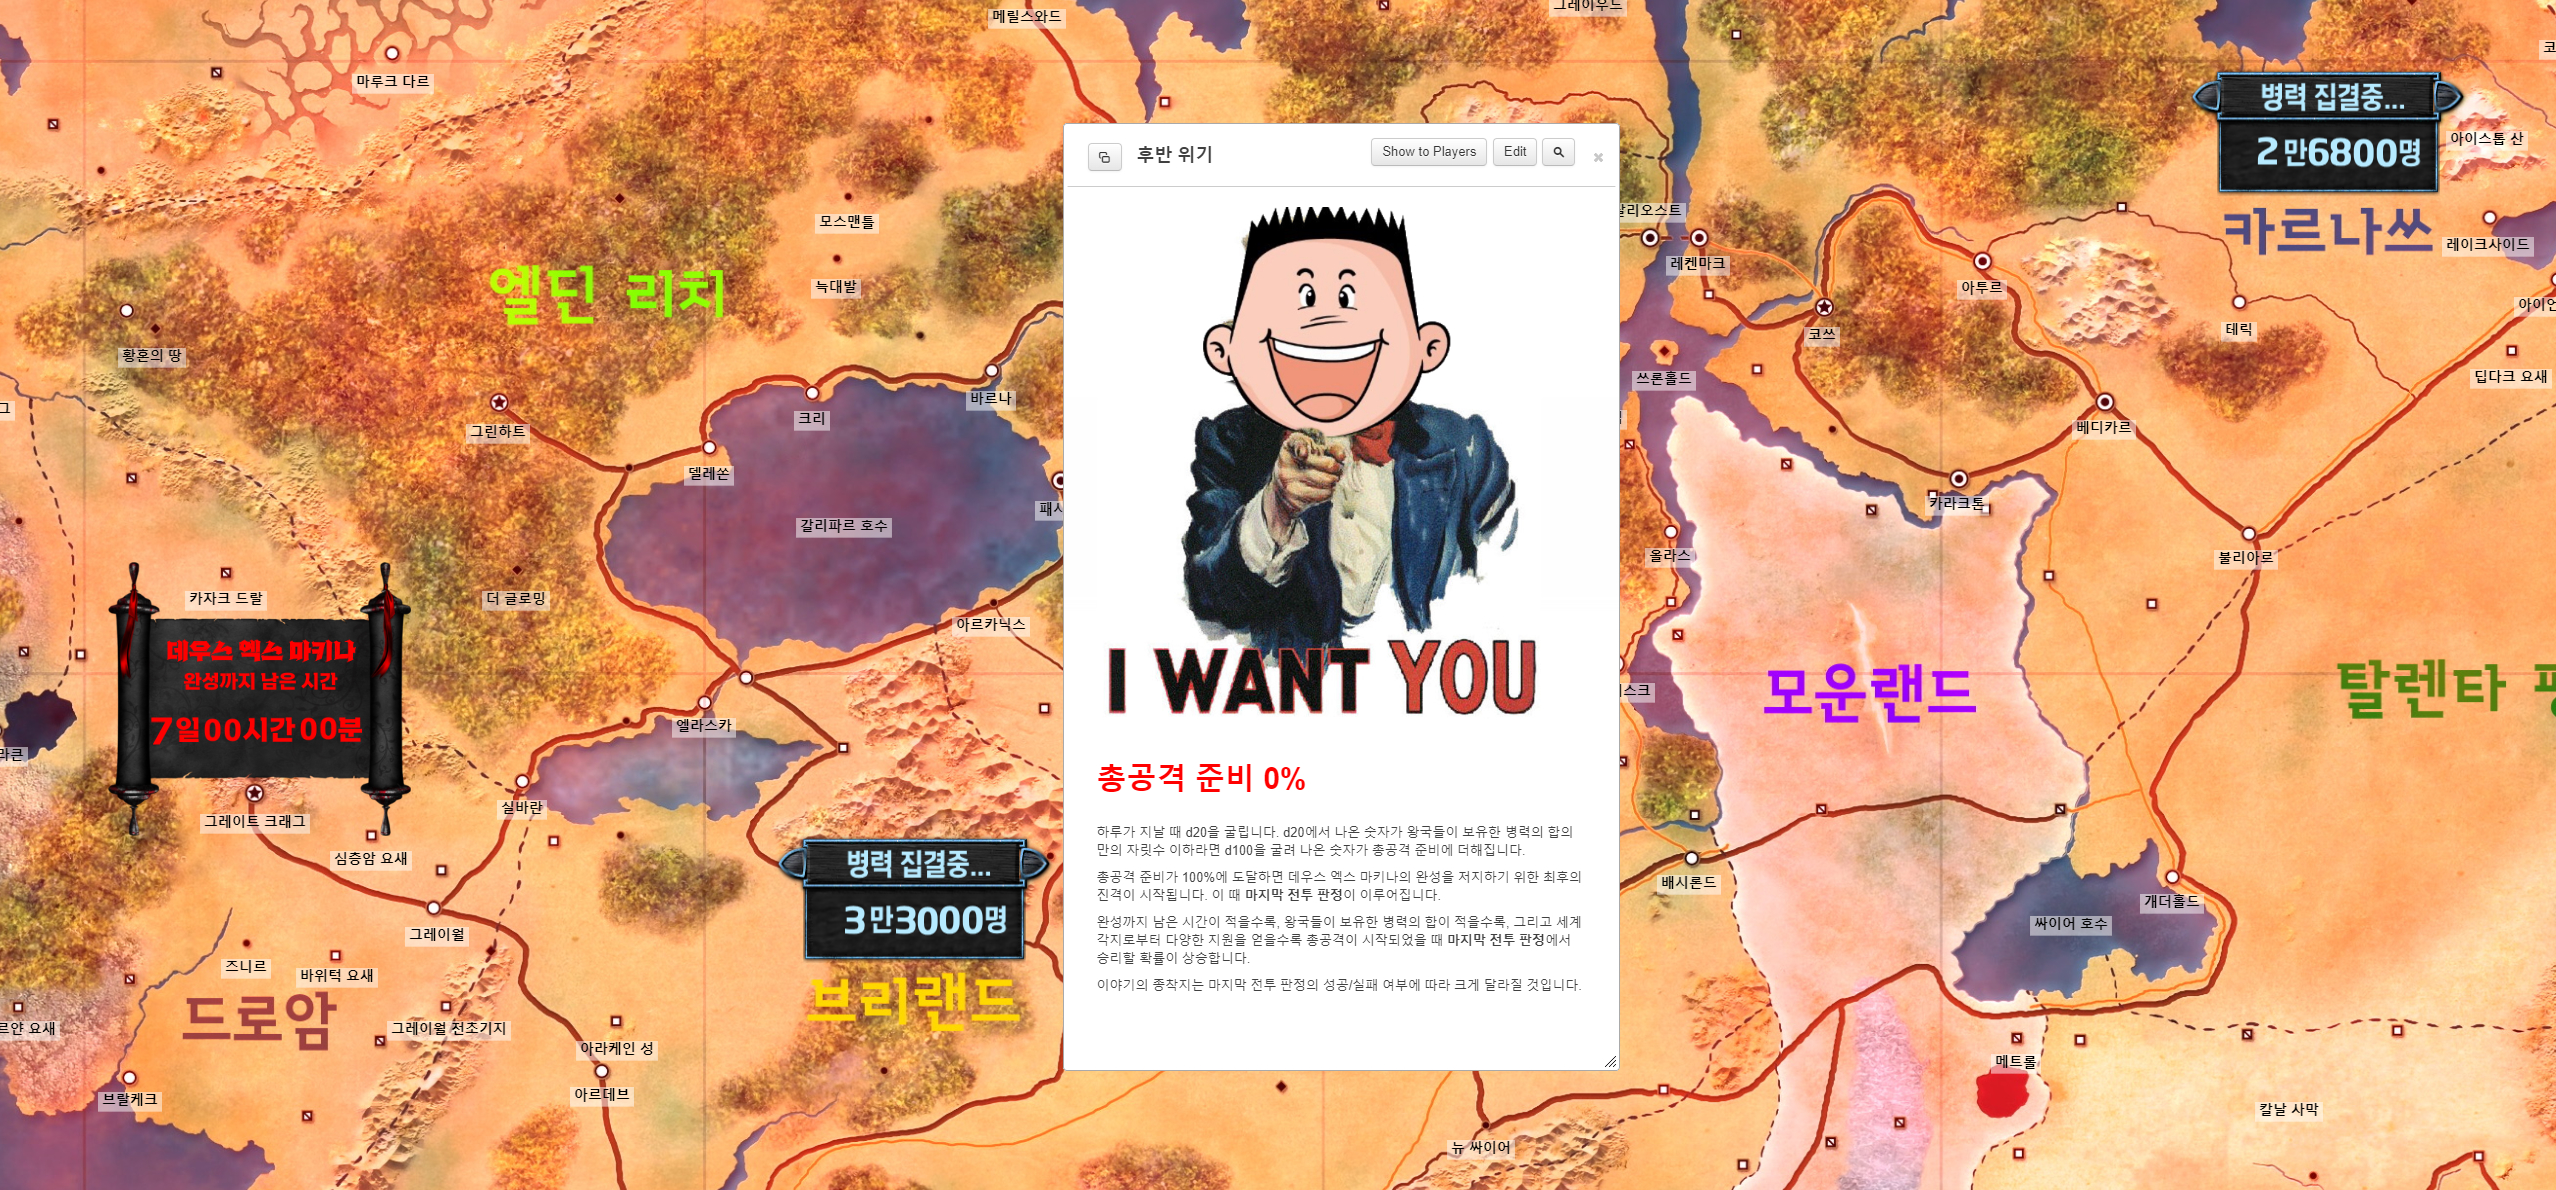 메릴스와드
그레이우드
마루크 다르
병력 집결중...
2만6800명
아이스톱 산
카르나쓰
레이크사이드
후반 위기
Show to Players
Edit
모스맨틀
늑대발
엘딘 리치
황혼의 땅
레켄마크
아투르
코쓰
테릭
딥다크 요새
쓰론홀드
바르나
크리
그린하트
델레쏜
베디카르
카라크톤
갈리파르 호수
올라스
불리아르
카자크 드랄
더 글로밍
아르카닉스
데우스 엑스 마키나
완성까지 남은 시간
7일00시간00분
I WANT YOU
모운랜드
탈렌타
엘라스카
총공격 준비 0%
실바란
그레이트 크래그
심층암 요새
병력 집결중...
3만3000명
브리랜드
하루가 지날 때 d20을 굴립니다. d20에서 나온 숫자가 왕국들이 보유한 병력의 합의
만의 자릿수 이하라면 d100을 굴려 나온 숫자가 총공격 준비에 더해집니다.
총공격 준비가 100%에 도달하면 데우스 엑스 마키나의 완성을 저지하기 위한 최후의
진격이 시작됩니다. 이 때 마지막 전투 판정이 이루어집니다.
완성까지 남은 시간이 적을수록, 왕국들이 보유한 병력의 합이 적을수록, 그리고 세계
각지로부터 다양한 지원을 얻을수록 총공격이 시작되었을 때 마지막 전투 판정에서
승리할 확률이 상승합니다.
이야기의 종착지는 마지막 전투 판정의 성공/실패 여부에 따라 크게 달라질 것입니다.
배시론드
개더홀드
싸이어 호수
그레이월
즈니르
바위턱 요새
드로암
그레이월 전초기지
르얀 요새
아라케인 성
아르데브
브랄케크
메트롤
칼날 사막
뉴 싸이어